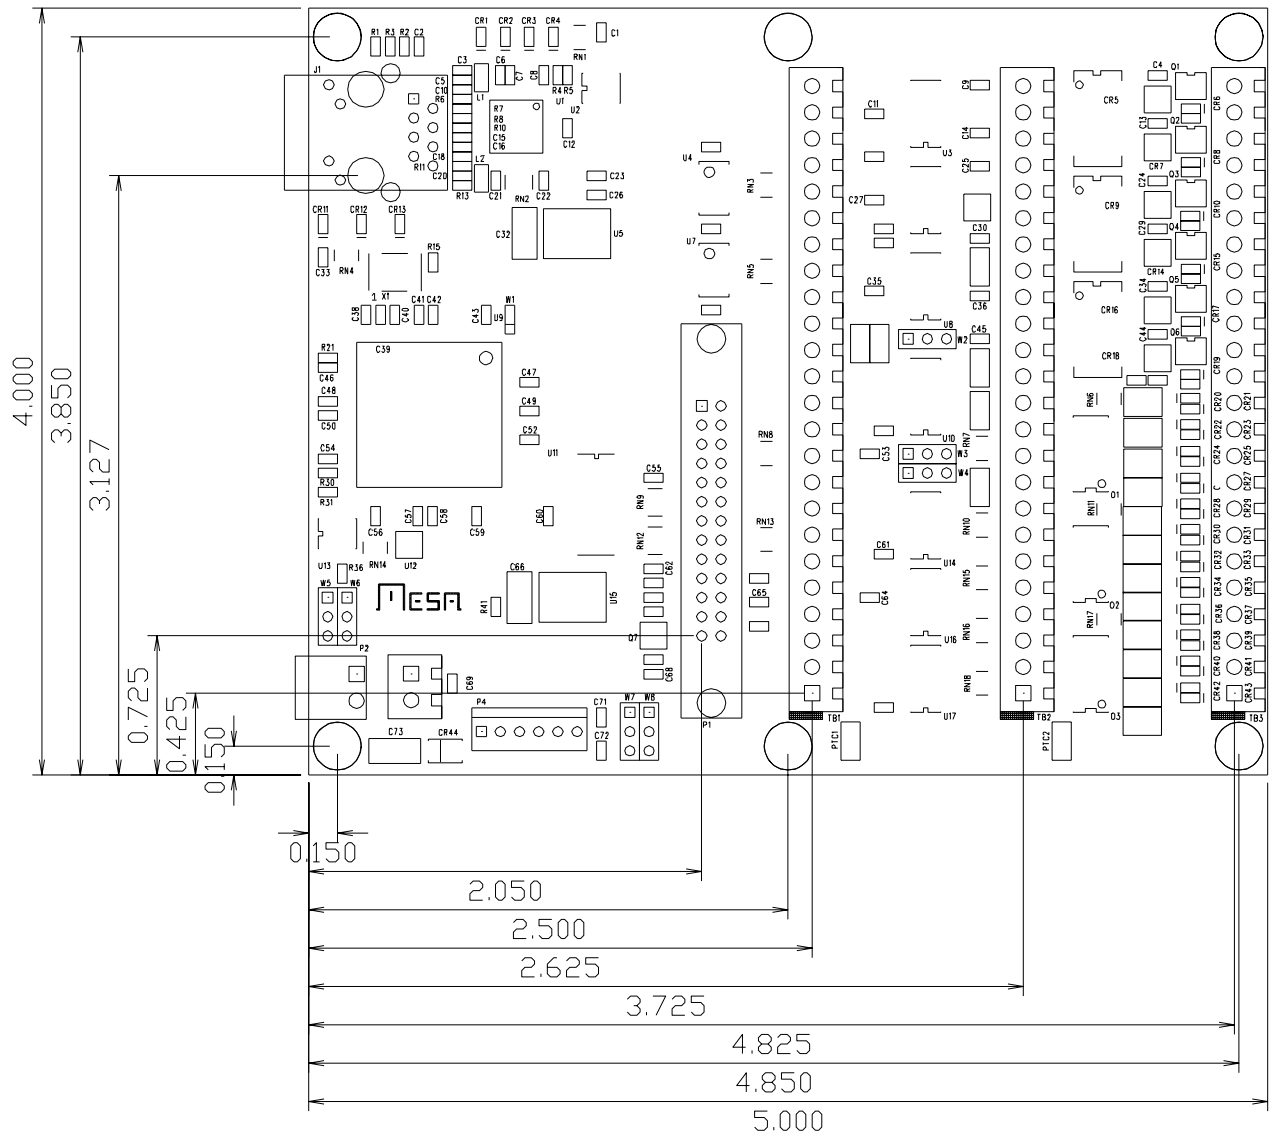 CR1 CR2 CR3 CR4
C1
R1 R3 R2 C2
RN1
J1
C3
C5
C10
R6
L1
C6
C7
C8
R4 R5
U1
U2
R7
R8
R10
C15
C16
C12
R11
C18
C20
R13
L2
C21
RN2
C22
C23
C26
C32
U5
U4
RN3
U7
RN5
C11
C27
C35
U3
C9
C14
C25
C30
C36
C45
CR5
C4
Q1
C13
Q2
CR6
CR7
CR8
C24
Q3
CR9
CR10
C29
Q4
CR14
CR15
C34
Q5
CR16
CR17
C44
Q6
CR18
CR19
CR11 CR12 CR13
C33
RN4
R15
1 X1
C38
C40
C41 C42
C43
U9
W1
C39
R21
C46
C48
C50
C54
R30
R31
C47
C49
C52
U11
C55
RN9
RN12
RN8
RN13
U8
W2
U10
W3
W4
C53
RN7
RN10
RN6
CR20 CR21
CR22 CR23
CR24 CR25
C CR27
CR28 CR29
CR30 CR31
CR32 CR33
CR34 CR35
CR36 CR37
CR38 CR39
CR40 CR41
CR42 CR43
O1
RN11
O2
RN17
O3
C56
C57
C58
C59
C60
U13
R36
RN14
U12
W5 W6
MESA
R41
C66
U15
C62
Q7
C68
C65
C61
C64
U14
RN15
RN16
U16
RN18
U17
P2
C69
P4
C73
CR44
C71
C72
W7 W8
P1
TB1
PTC1
TB2
PTC2
TB3
4.000
3.850
3.127
0.725
0.425
0.150
0.150
2.050
2.500
2.625
3.725
4.825
4.850
5.000